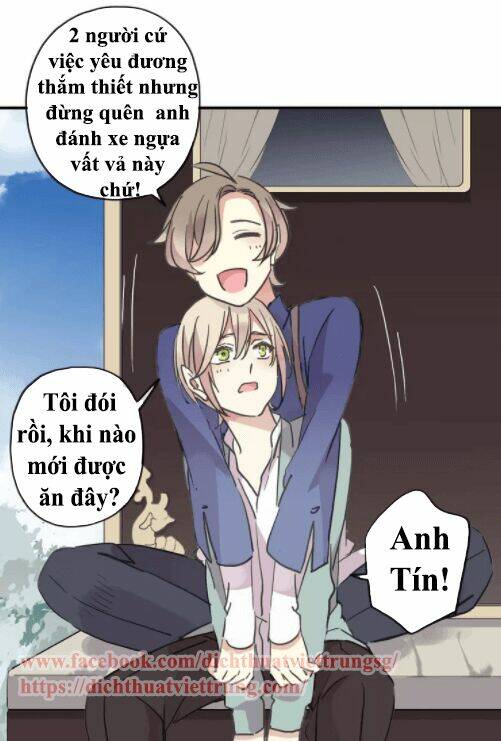 2 người cứ
việc yêu đương
thắm thiết nhưng
đừng quên anh
đánh xe ngựa
vất vả này
chứ!
Tôi đói
rồi, khi nào
mới được
ăn đây?
Anh
Tín!
www.facebook.com/dichthuatviettrungsg/
https://dichthuatviettrung.com/